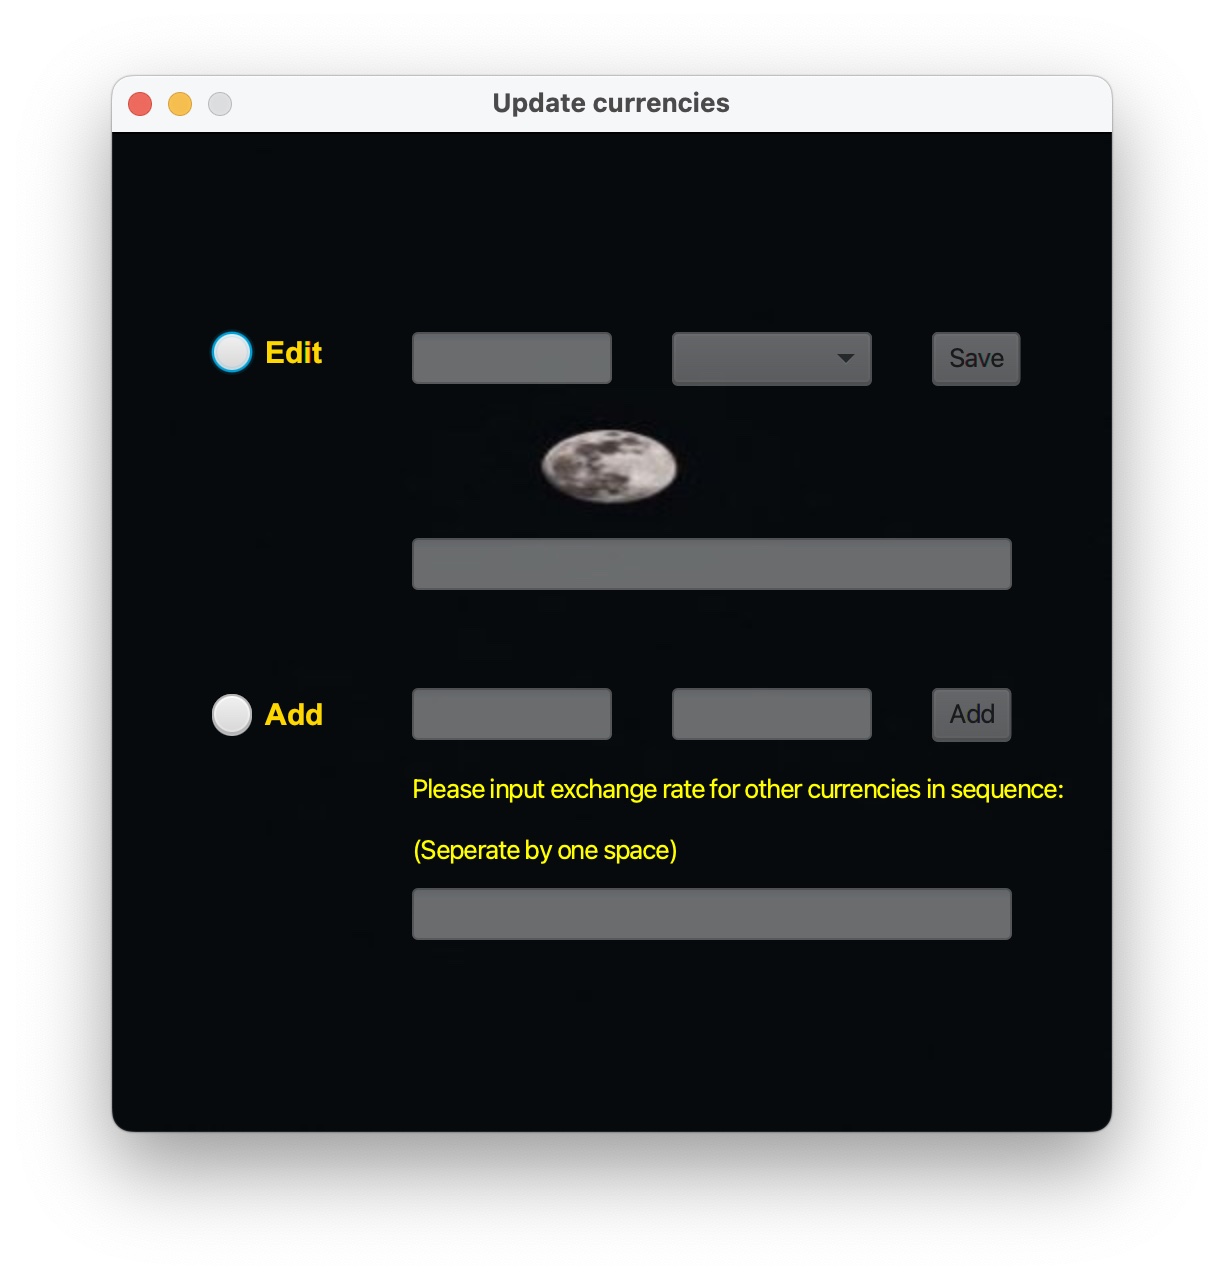 Update currencies
Edit
Save
Add
Add
Please input exchange rate for other currencies in sequence:
(Seperate by one space)